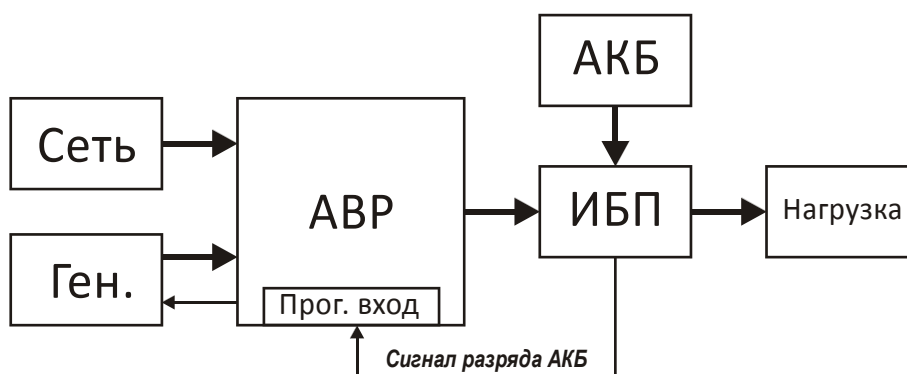 АКБ
Сеть
АВР
ИБП
Нагрузка
Ген.
Прог. вход
Сигнал разряда АКБ